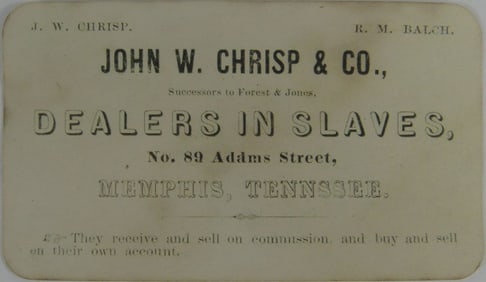 J. W. CHRISP. R. M. BALCH.
JOHN W. CHRISP & CO.,
Successors to Forest & Jones,
DEALERS IN SLAVES,
No. 89 Adams Street,
MEMPHIS, TENNSSEE.
☞ They receive and sell on commission, and buy and sell
on their own account.